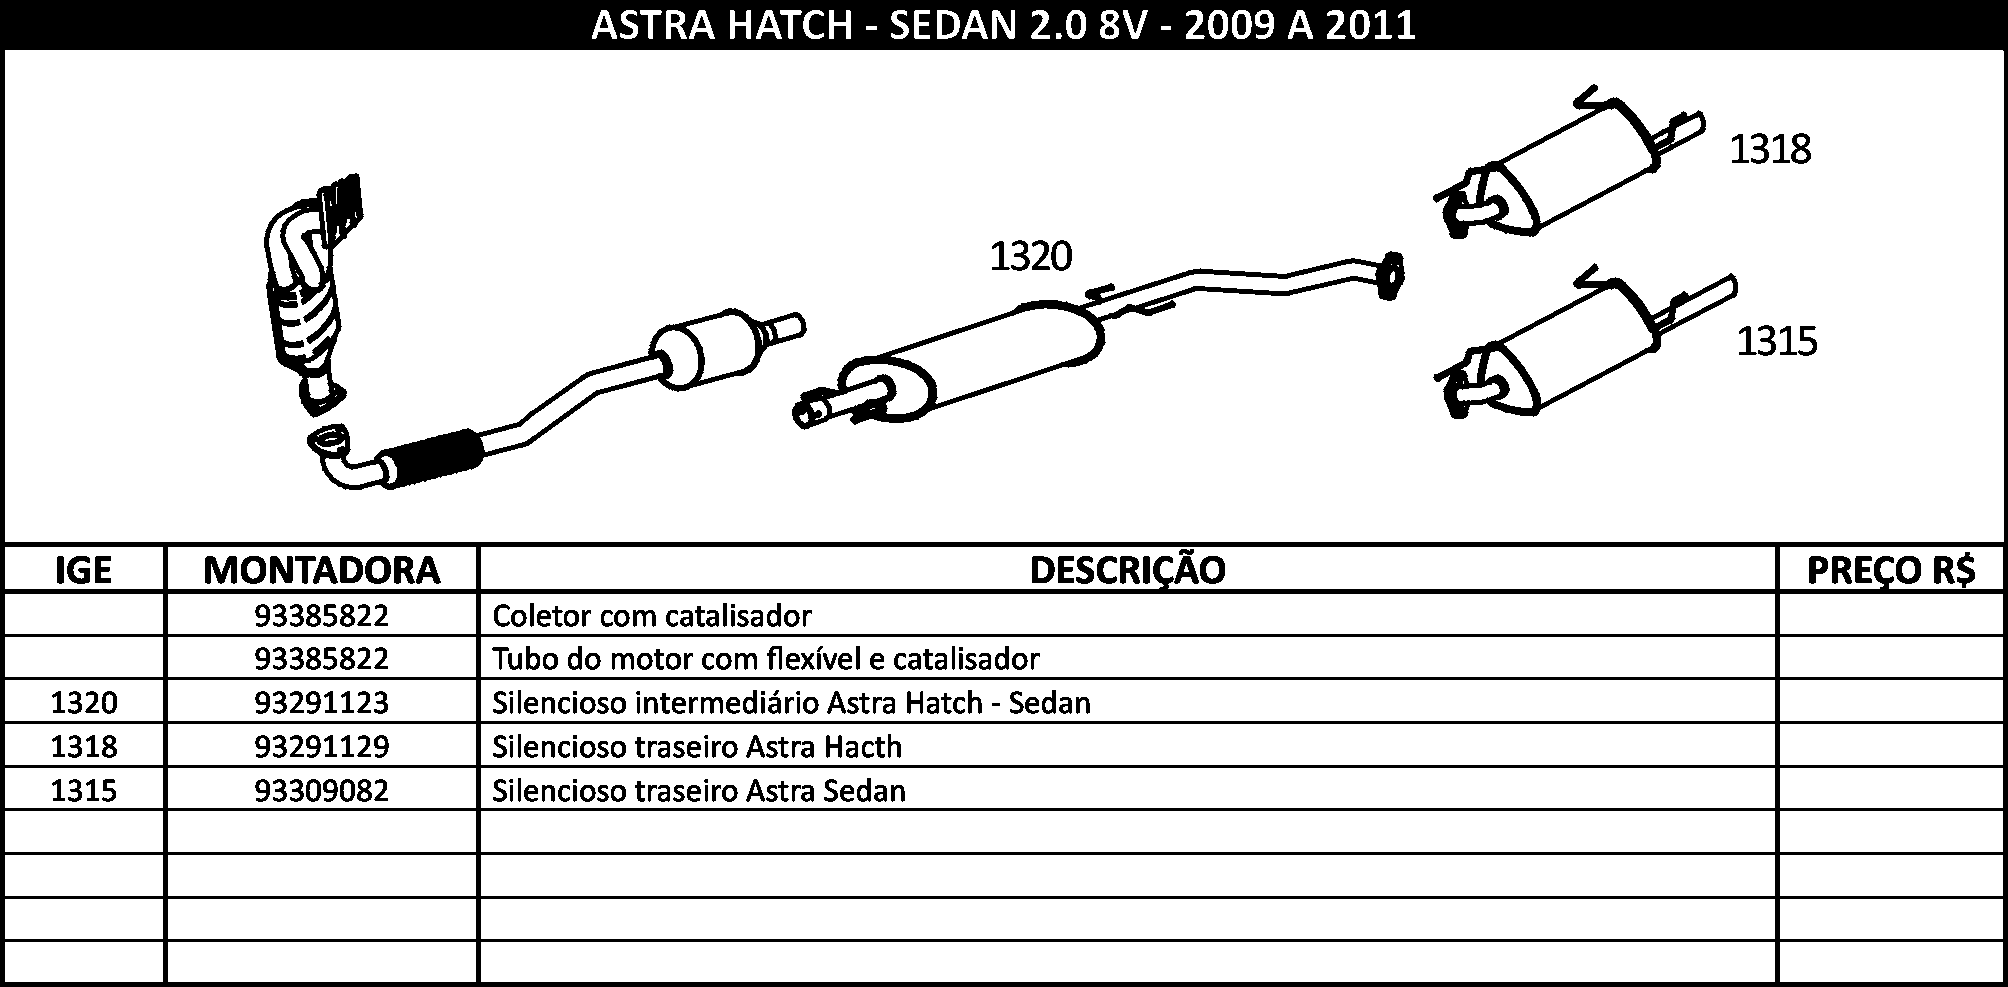 ASTRA HATCH - SEDAN 2.0 8V - 2009 A 2011
1318
1320
1315
IGE MONTADORA DESCRIÇÃO PREÇO R$
93385822 Coletor com catalisador
93385822 Tubo do motor com flexível e catalisador
1320 93291123 Silencioso intermediário Astra Hatch - Sedan
1318 93291129 Silencioso traseiro Astra Hacth
1315 93309082 Silencioso traseiro Astra Sedan